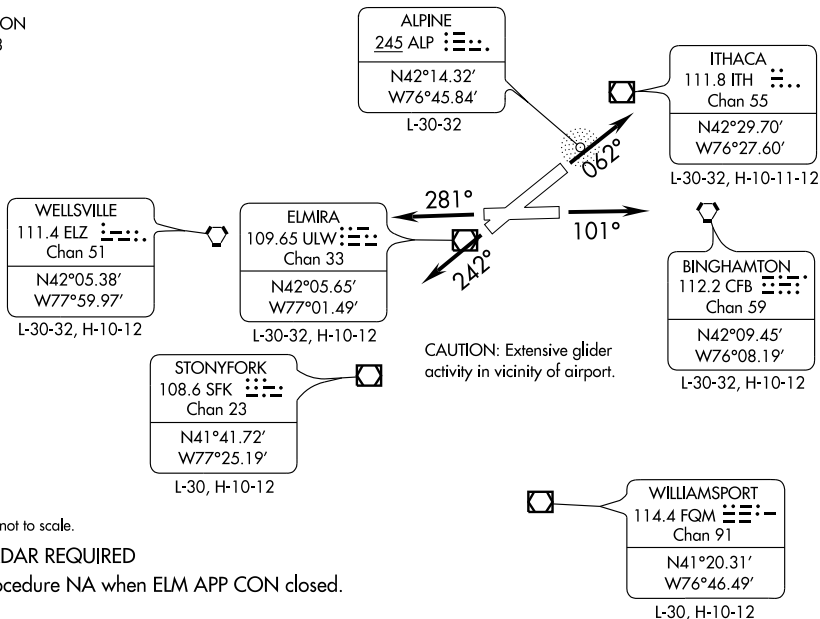 ON
ALPINE
245 ALP
N42°14.32′
W76°45.84′
L-30-32
ITHACA
111.8 ITH
Chan 55
N42°29.70′
W76°27.60′
L-30-32, H-10-11-12
062°
281°
101°
242°
WELLSVILLE
111.4 ELZ
Chan 51
N42°05.38′
W77°59.97′
L-30-32, H-10-12
ELMIRA
109.65 ULW
Chan 33
N42°05.65′
W77°01.49′
L-30-32, H-10-12
BINGHAMTON
112.2 CFB
Chan 59
N42°09.45′
W76°08.19′
L-30-32, H-10-12
CAUTION: Extensive glider
activity in vicinity of airport.
STONYFORK
108.6 SFK
Chan 23
N41°41.72′
W77°25.19′
L-30, H-10-12
WILLIAMSPORT
114.4 FQM
Chan 91
N41°20.31′
W76°46.49′
L-30, H-10-12
not to scale.
DAR REQUIRED
ocedure NA when ELM APP CON closed.